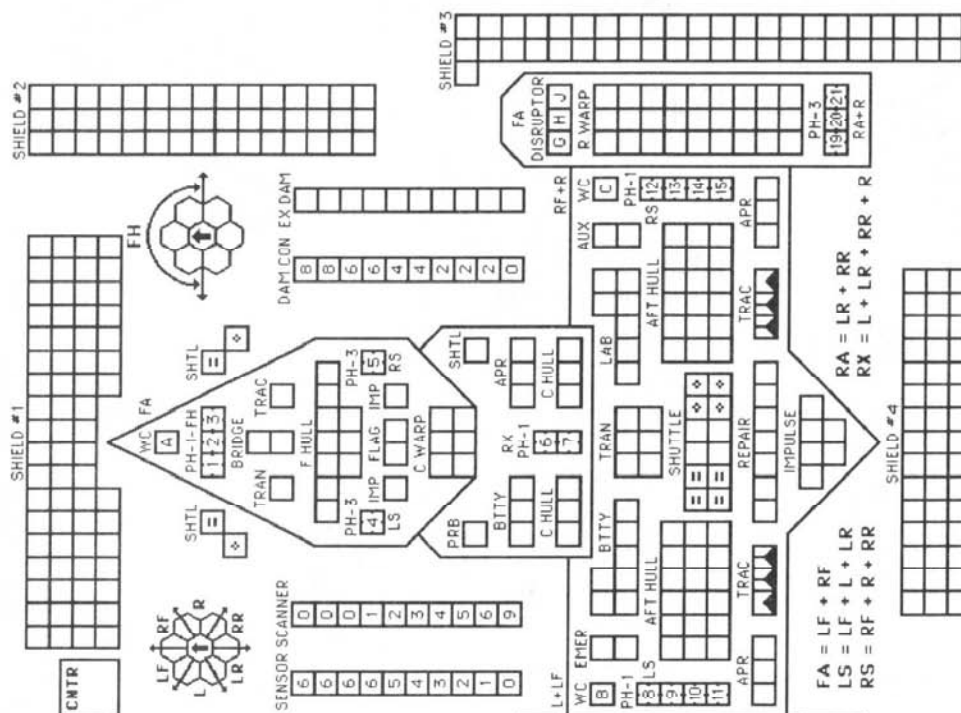 SHIELD #1
SHIELD #2
SHIELD #3
SHIELD #4
CNTR
LF RF
L R
LR RR
FH
SENSOR SCANNER
6 0
6 0
6 0
6 1
5 2
4 3
3 4
2 5
1 6
0 9
DAM CON EX DAM
8
8
6
6
4
4
2
2
2
0
WC FA
A
PH-1-FH
1 2 3
BRIDGE
SHTL
=
SHTL
=
TRAN
TRAC
F HULL
PH-3
4
LS
PH-3
5
RS
IMP FLAG IMP
C WARP
PRB
SHTL
BTTY
APR
RX
PH-1
6
7
C HULL
C HULL
FA
DISRUPTOR
G H J
R WARP
PH-3
19 20 21
RA+R
L+LF
WC EMER
B
PH-1
LS
8
9
10
11
BTTY
AFT HULL
APR
TRAC
TRAN
SHUTTLE
= =
= =
REPAIR
IMPULSE
RF+R
AUX WC
C
PH-1
RS
12
13
14
15
LAB
AFT HULL
TRAC
APR
FA = LF + RF
LS = LF + L + LR
RS = RF + R + RR
RA = LR + RR
RX = L + LR + RR + R